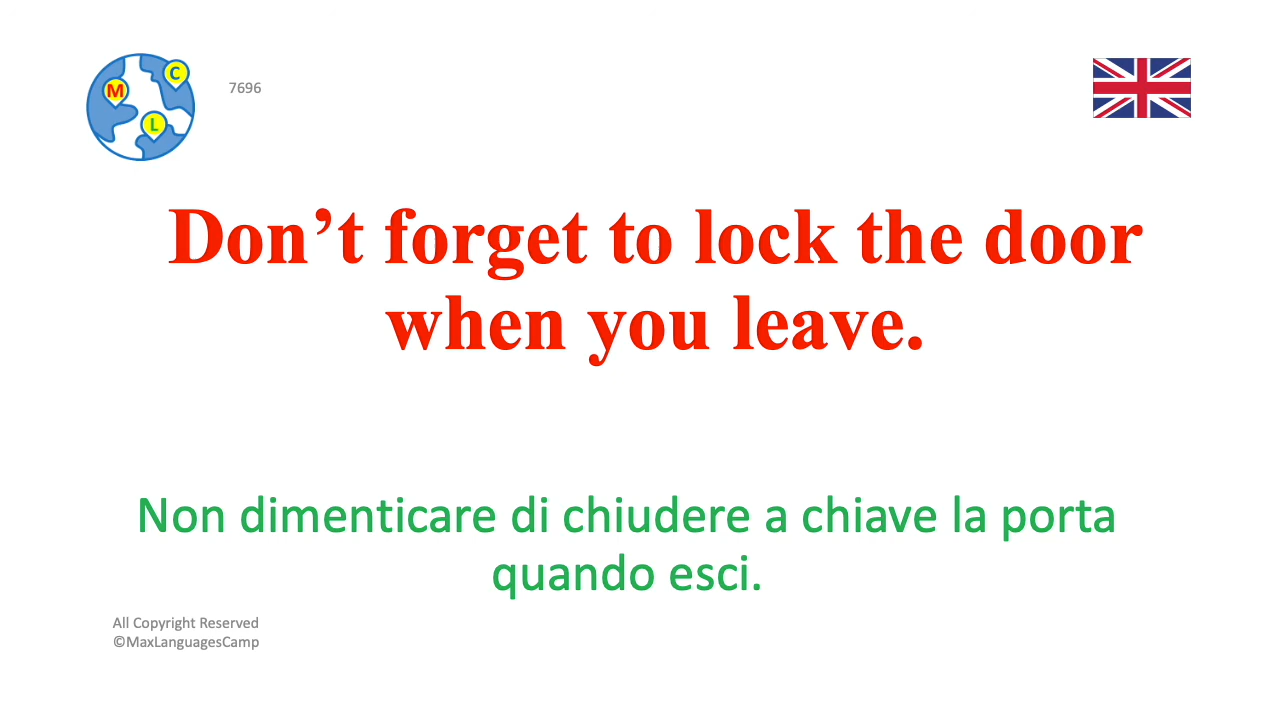 M
C
L
7696
Don’t forget to lock the door
when you leave.
Non dimenticare di chiudere a chiave la porta
quando esci.
All Copyright Reserved
©MaxLanguagesCamp